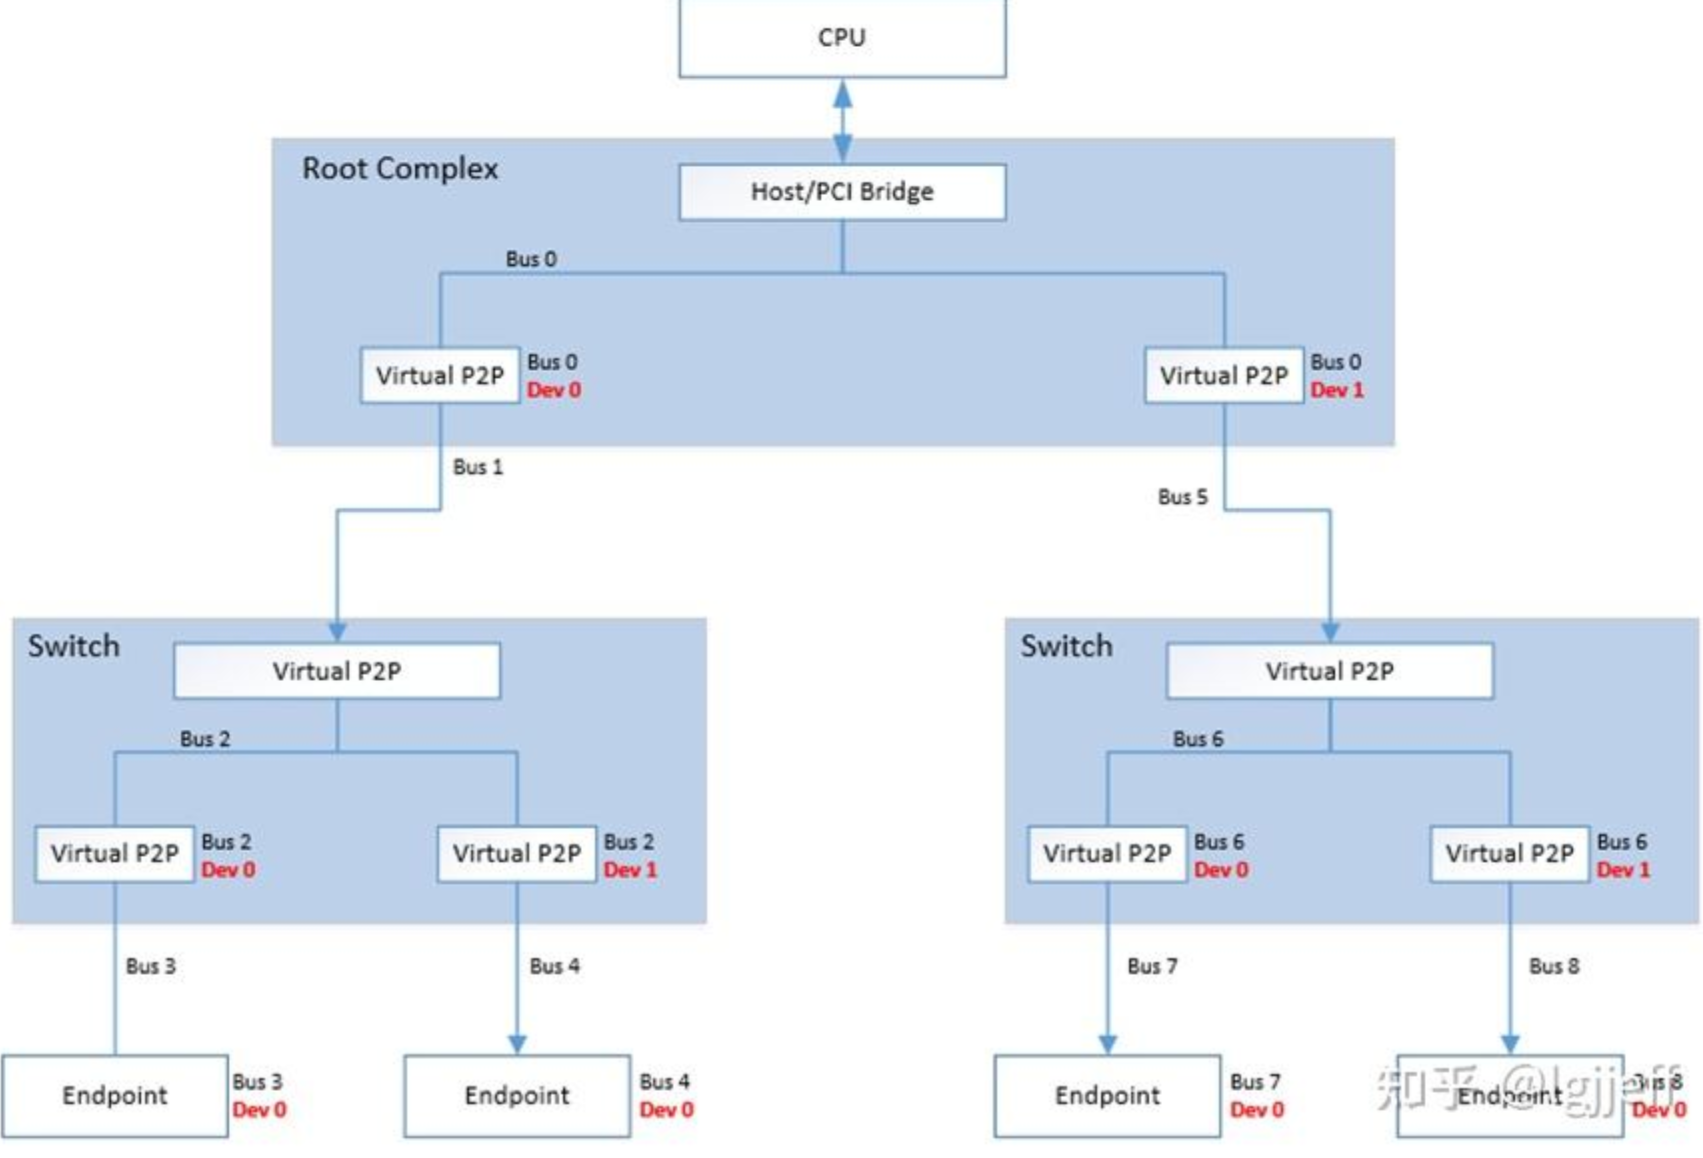 CPU
Root Complex
Host/PCI Bridge
Bus 0
Virtual P2P
Bus 0
Dev 0
Virtual P2P
Bus 0
Dev 1
Bus 1
Bus 5
Switch
Virtual P2P
Bus 2
Virtual P2P
Bus 2
Dev 0
Virtual P2P
Bus 2
Dev 1
Switch
Virtual P2P
Bus 6
Virtual P2P
Bus 6
Dev 0
Virtual P2P
Bus 6
Dev 1
Bus 3
Bus 4
Bus 7
Bus 8
Endpoint
Bus 3
Dev 0
Endpoint
Bus 4
Dev 0
Endpoint
Bus 7
Dev 0
Endpoint
Bus 8
Dev 0
知乎 @lgjjeff